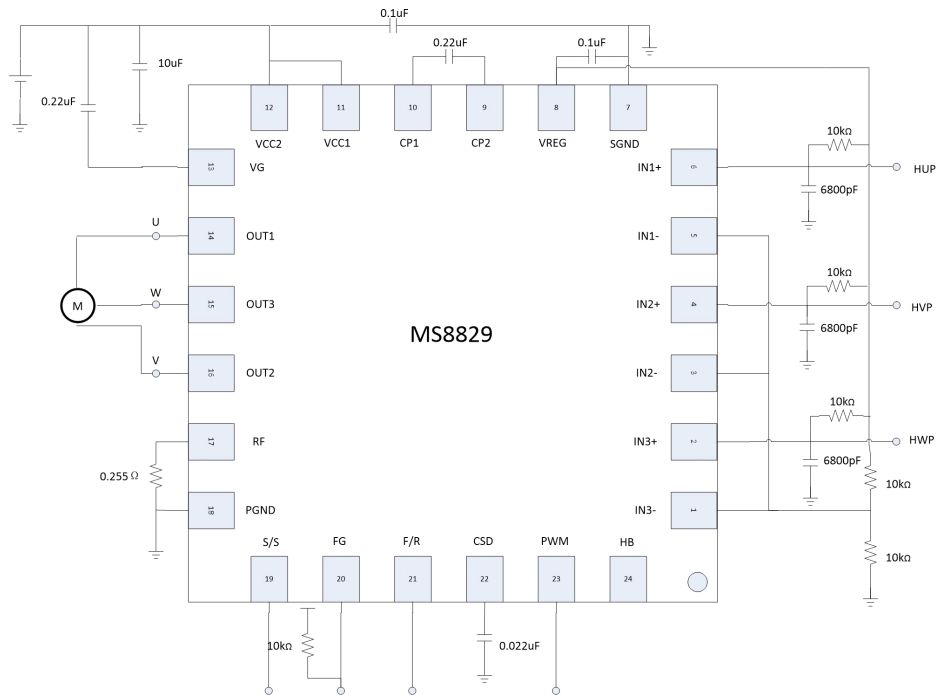 0.1uF
0.22uF
0.1uF
10uF
0.22uF
12
11
10
9
8
7
VCC2
VCC1
CP1
CP2
VREG
SGND
10kΩ
13
VG
IN1+
6
HUP
6800pF
U
14
OUT1
IN1-
5
10kΩ
M
W
15
OUT3
IN2+
4
HVP
6800pF
MS8829
V
16
OUT2
IN2-
3
10kΩ
17
RF
IN3+
2
HWP
6800pF
0.255 Ω
10kΩ
18
PGND
IN3-
1
S/S
FG
F/R
CSD
PWM
HB
10kΩ
19
20
21
22
23
24
10kΩ
0.022uF